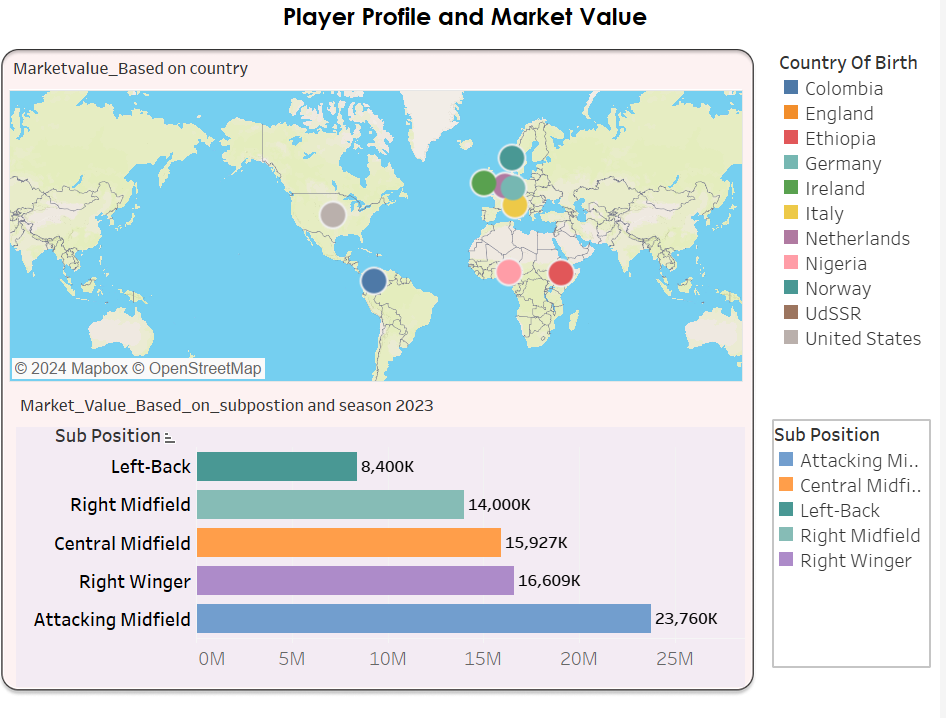 Player Profile and Market Value
Marketvalue_Based on country
© 2024 Mapbox © OpenStreetMap
Country Of Birth
Colombia
England
Ethiopia
Germany
Ireland
Italy
Netherlands
Nigeria
Norway
UdSSR
United States
Market_Value_Based_on_subpostion and season 2023
Sub Position
Left-Back 8,400K
Right Midfield 14,000K
Central Midfield 15,927K
Right Winger 16,609K
Attacking Midfield 23,760K
0M 5M 10M 15M 20M 25M
Sub Position
Attacking Mi..
Central Midfi..
Left-Back
Right Midfield
Right Winger